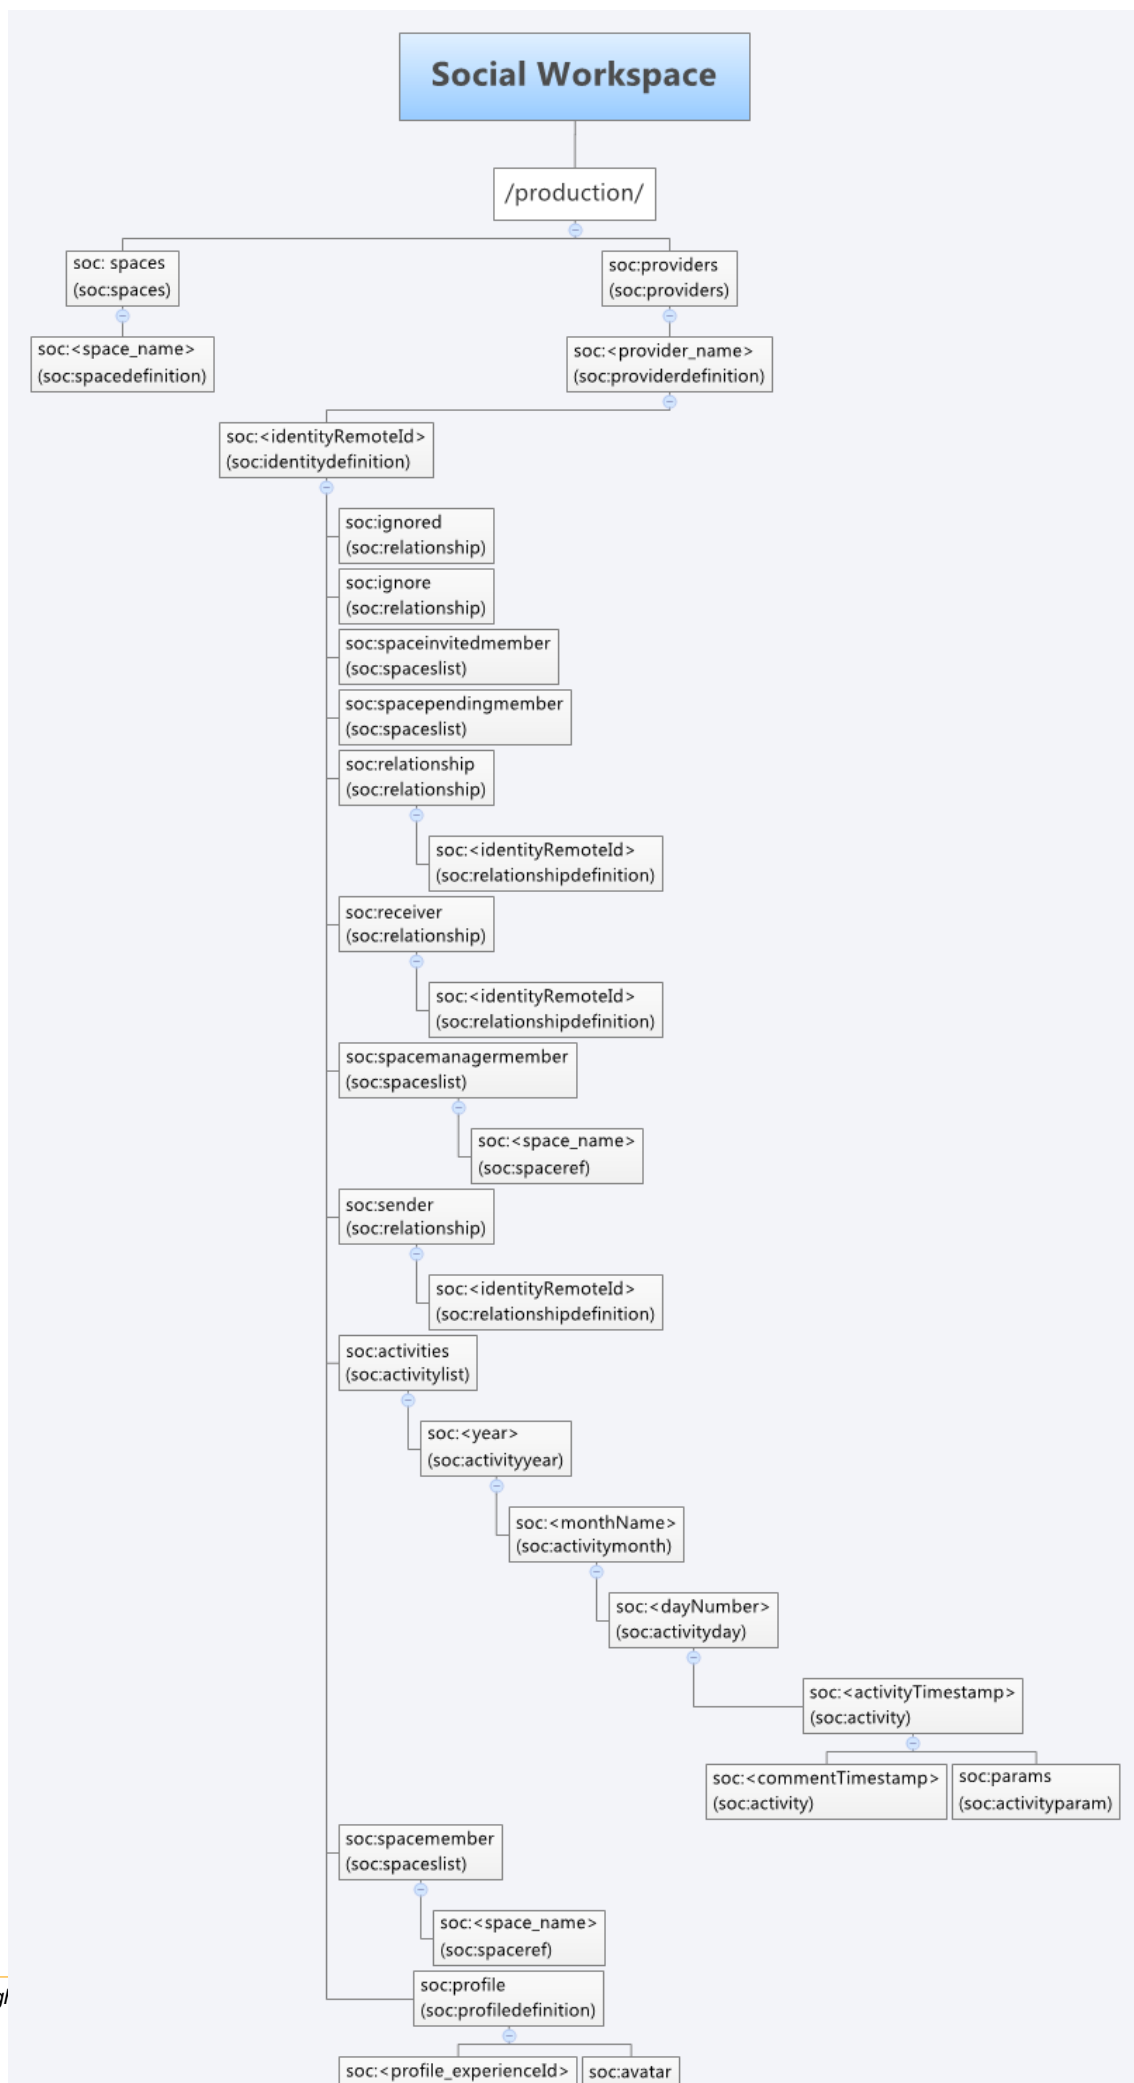 Social Workspace
/production/
soc: spaces
(soc:spaces)
soc:providers
(soc:providers)
soc:<space_name>
(soc:spacedefinition)
soc:<provider_name>
(soc:providerdefinition)
soc:<identityRemoteId>
(soc:identitydefinition)
soc:ignored
(soc:relationship)
soc:ignore
(soc:relationship)
soc:spaceinvitedmember
(soc:spaceslist)
soc:spacependingmember
(soc:spaceslist)
soc:relationship
(soc:relationship)
soc:<identityRemoteId>
(soc:relationshipdefinition)
soc:receiver
(soc:relationship)
soc:<identityRemoteId>
(soc:relationshipdefinition)
soc:spacemanagermember
(soc:spaceslist)
soc:<space_name>
(soc:spaceref)
soc:sender
(soc:relationship)
soc:<identityRemoteId>
(soc:relationshipdefinition)
soc:activities
(soc:activitylist)
soc:<year>
(soc:activityyear)
soc:<monthName>
(soc:activitymonth)
soc:<dayNumber>
(soc:activityday)
soc:<activityTimestamp>
(soc:activity)
soc:<commentTimestamp>
(soc:activity)
soc:params
(soc:activityparam)
soc:spacemember
(soc:spaceslist)
soc:<space_name>
(soc:spaceref)
soc:profile
(soc:profiledefinition)
soc:<profile_experienceId>
soc:avatar